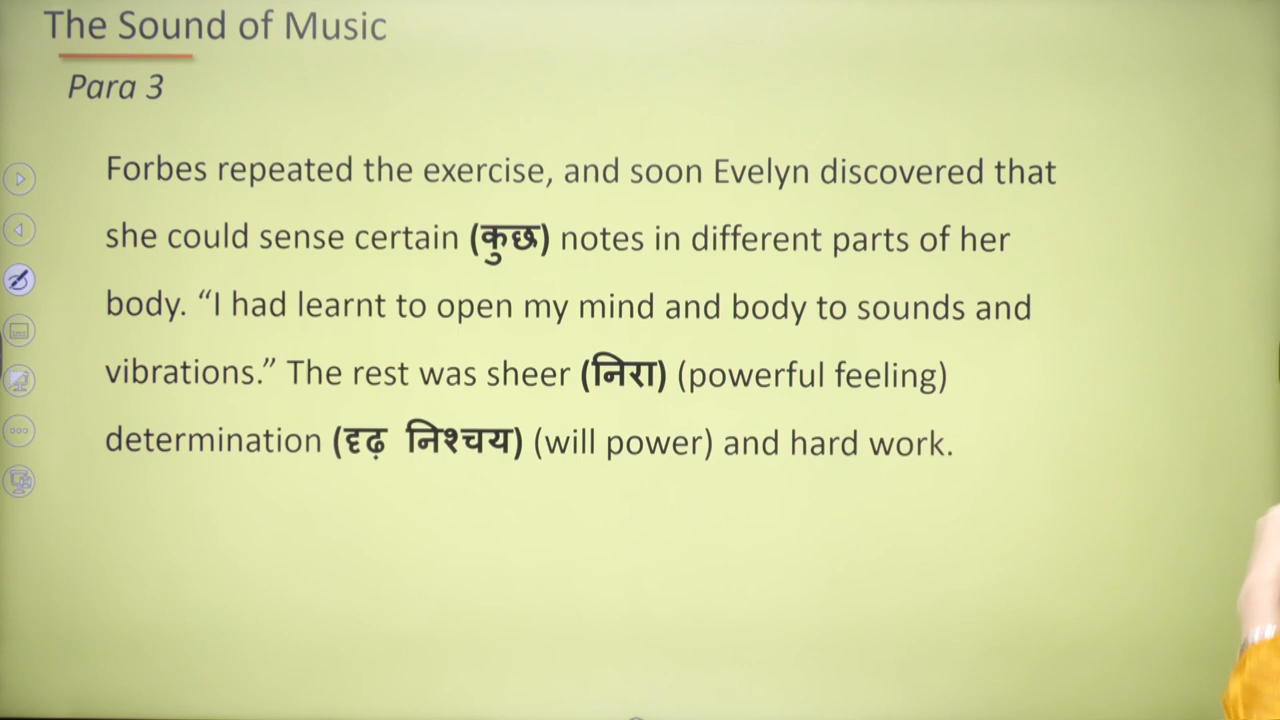 The Sound of Music
Para 3
Forbes repeated the exercise, and soon Evelyn discovered that
she could sense certain (कुछ) notes in different parts of her
body. “I had learnt to open my mind and body to sounds and
vibrations.” The rest was sheer (निरा) (powerful feeling)
determination (दृढ़ निश्चय) (will power) and hard work.